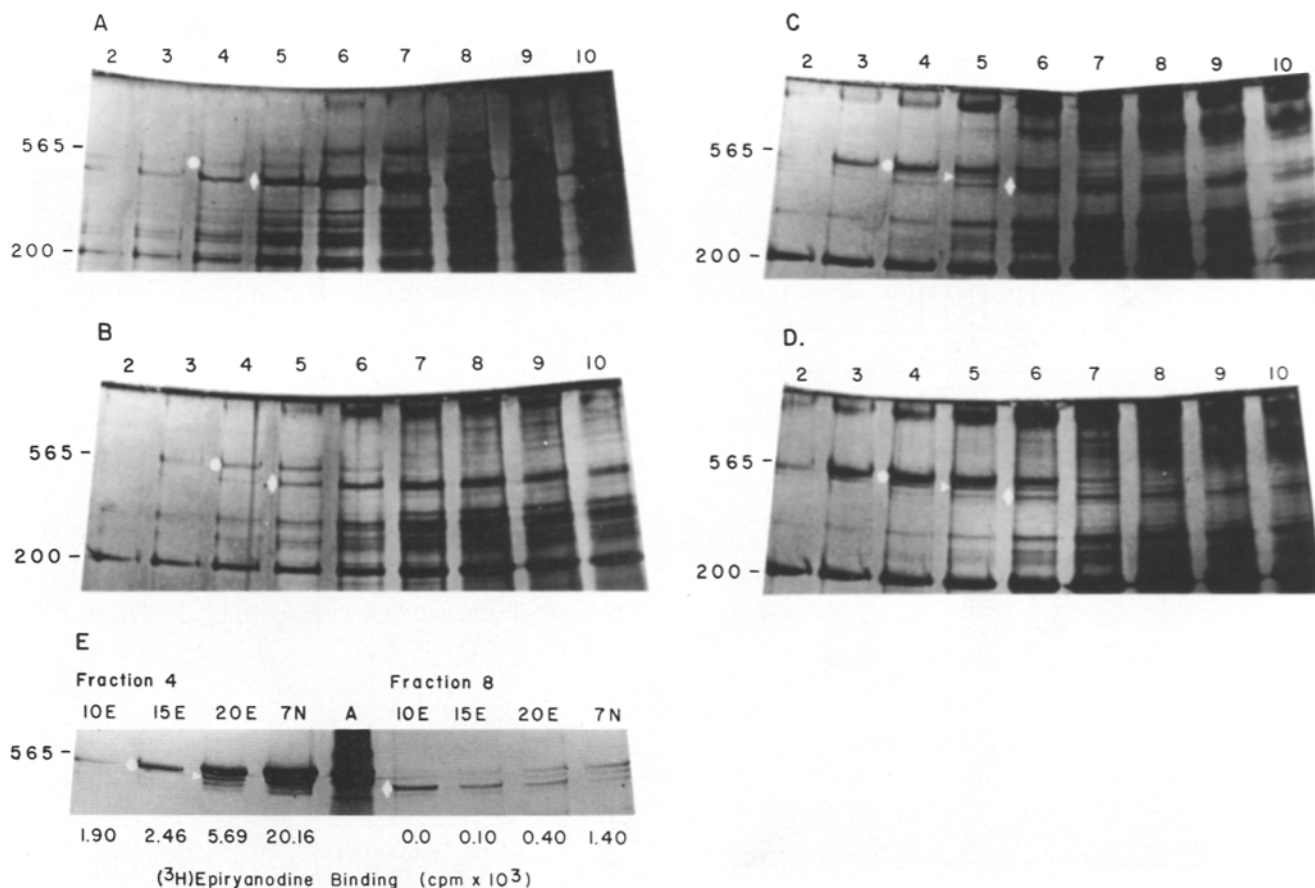 A
2 3 4 5 6 7 8 9 10
565 -
200 -
B
2 3 4 5 6 7 8 9 10
565 -
200 -
C
2 3 4 5 6 7 8 9 10
565 -
200 -
D.
2 3 4 5 6 7 8 9 10
565 -
200 -
E
Fraction 4 Fraction 8
10E 15E 20E 7N A 10E 15E 20E 7N
565 -
1.90 2.46 5.69 20.16 0.0 0.10 0.40 1.40
(³H)Epiryanodine Binding (cpm x 10³)